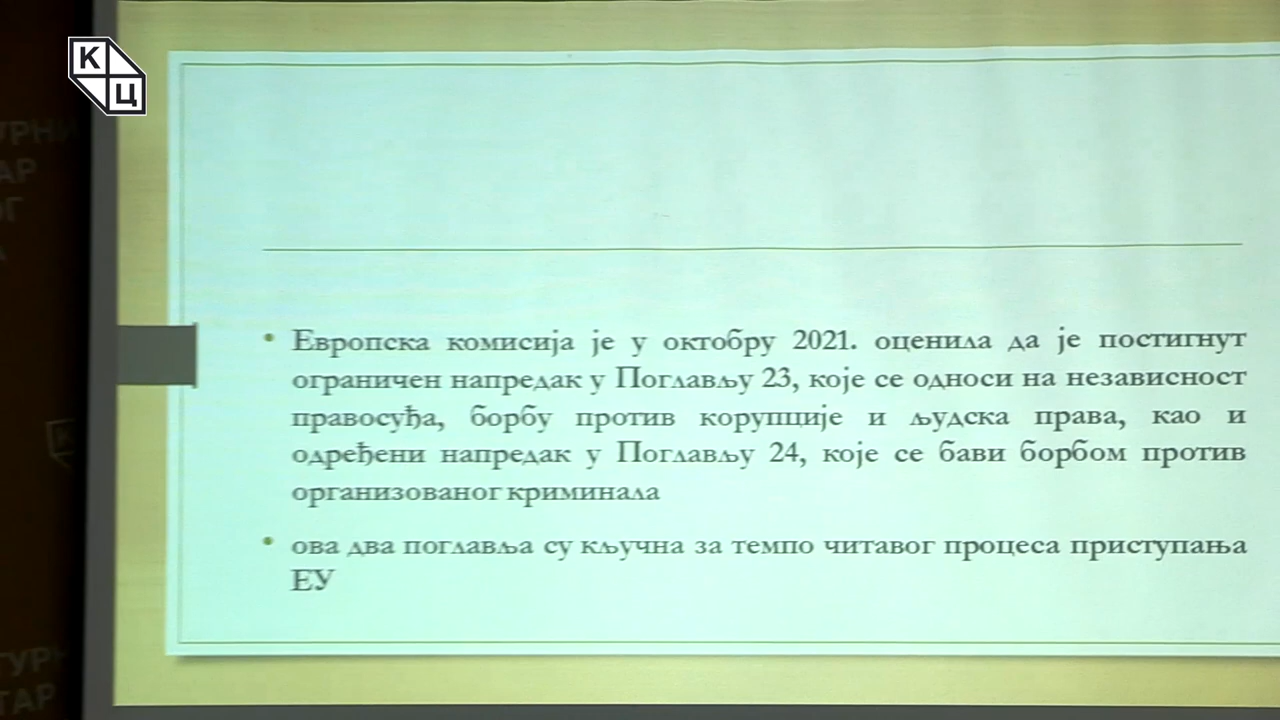 К
Ц
Европска комисија је у октобру 2021. оценила да је постигнут
ограничен напредак у Поглављу 23, које се односи на независност
правосуђа, борбу против корупције и људска права, као и
одређени напредак у Поглављу 24, које се бави борбом против
организованог криминала
ова два поглавља су кључна за темпо читавог процеса приступања
ЕУ